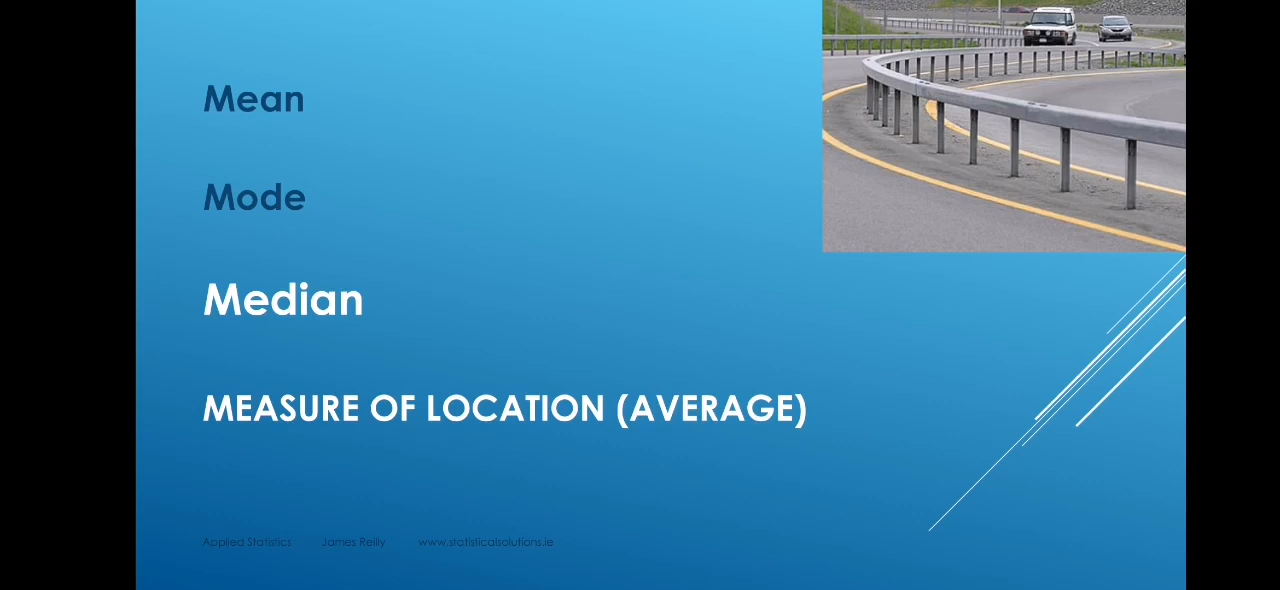 Mean
Mode
Median
MEASURE OF LOCATION (AVERAGE)
Applied Statistics James Reilly www.statisticalsolutions.ie